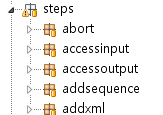 steps
abort
accessinput
accessoutput
addsequence
addxml